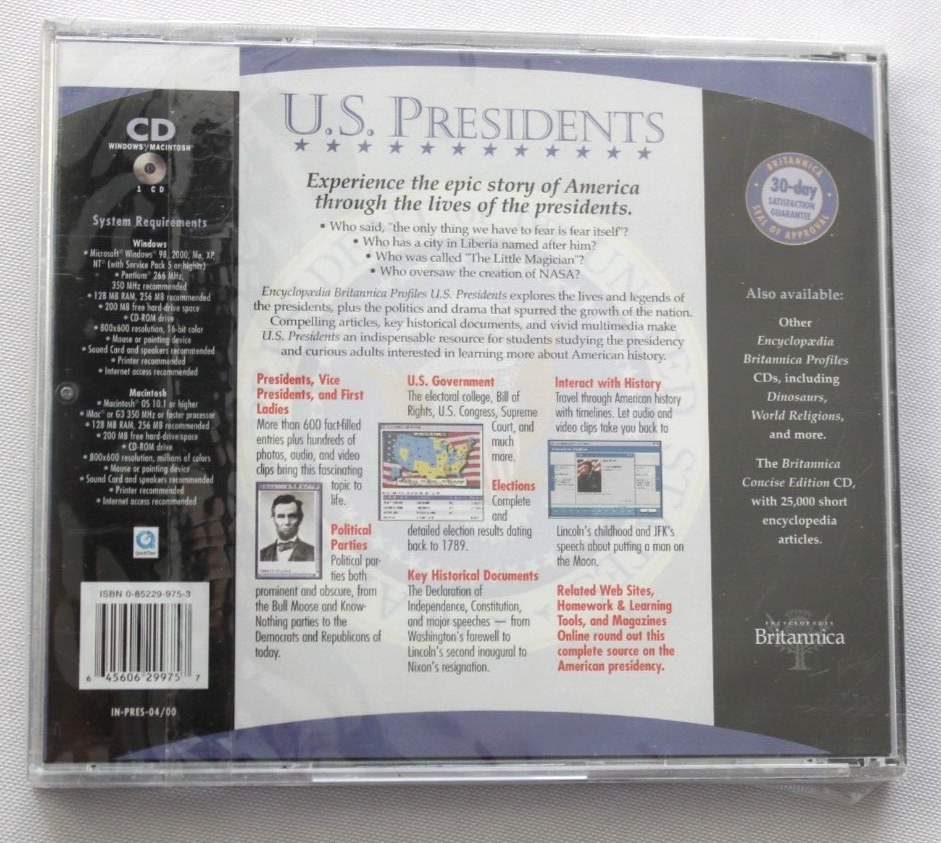 CD
WINDOWS/MACINTOSH
1 CD
System Requirements
Windows
• Microsoft Windows 98, 2000, Me, XP
NT (with Service Pack 5 or higher)
• Pentium 266 MHz,
350 MHz recommended
• 128 MB RAM, 256 MB recommended
• 200 MB free hard-drive space
• CD-ROM drive
• 800x600 resolution, 16-bit color
• Mouse or pointing device
• Sound Card and speakers recommended
• Printer recommended
• Internet access recommended
Macintosh
• Macintosh OS 10.1 or higher
• iMac or G3 350 MHz or faster processor
• 128 MB RAM, 256 MB recommended
• 200 MB free hard-drive space
• CD-ROM drive
• 800x600 resolution, millions of colors
• Mouse or pointing device
• Sound Card and speakers recommended
• Printer recommended
• Internet access recommended
QuickTime
ISBN 0-85229-975-3
6 45606 29975 7
IN-PRES-04/00
U.S. PRESIDENTS
Experience the epic story of America
through the lives of the presidents.
• Who said, "the only thing we have to fear is fear itself"?
• Who has a city in Liberia named after him?
• Who was called "The Little Magician"?
• Who oversaw the creation of NASA?
Encyclopædia Britannica Profiles U.S. Presidents explores the lives and legends of
the presidents, plus the politics and drama that spurred the growth of the nation.
Compelling articles, key historical documents, and vivid multimedia make
U.S. Presidents an indispensable resource for students studying the presidency
and curious adults interested in learning more about American history.
Presidents, Vice
Presidents, and First
Ladies
More than 600 fact-filled
entries plus hundreds of
photos, audio, and video
clips bring this fascinating
topic to
life.
Political
Parties
Political par-
ties both
prominent and obscure, from
the Bull Moose and Know-
Nothing parties to the
Democrats and Republicans of
today.
U.S. Government
The electoral college, Bill of
Rights, U.S. Congress, Supreme
Court, and
much
more.
Elections
Complete
and
detailed election results dating
back to 1789.
Key Historical Documents
The Declaration of
Independence, Constitution,
and major speeches — from
Washington's farewell to
Lincoln's second inaugural to
Nixon's resignation.
Interact with History
Travel through American history
with timelines. Let audio and
video clips take you back to
Lincoln's childhood and JFK's
speech about putting a man on
the Moon.
Related Web Sites,
Homework & Learning
Tools, and Magazines
Online round out this
complete source on the
American presidency.
BRITANNICA
30-day
SATISFACTION
GUARANTEE
SEAL OF APPROVAL
Also available:
Other
Encyclopædia
Britannica Profiles
CDs, including
Dinosaurs,
World Religions,
and more.
The Britannica
Concise Edition CD,
with 25,000 short
encyclopedia
articles.
ENCYCLOPÆDIA
Britannica